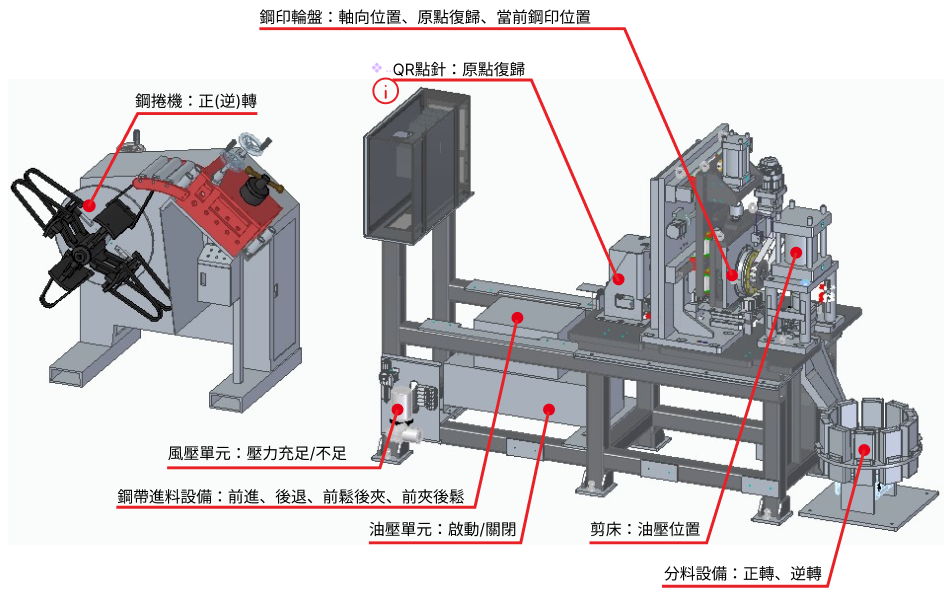 鋼印輪盤：軸向位置、原點復歸、當前鋼印位置
QR點針：原點復歸
i
鋼捲機：正(逆)轉
風壓單元：壓力充足/不足
鋼帶進料設備：前進、後退、前鬆後夾、前夾後鬆
油壓單元：啟動/關閉
剪床：油壓位置
分料設備：正轉、逆轉